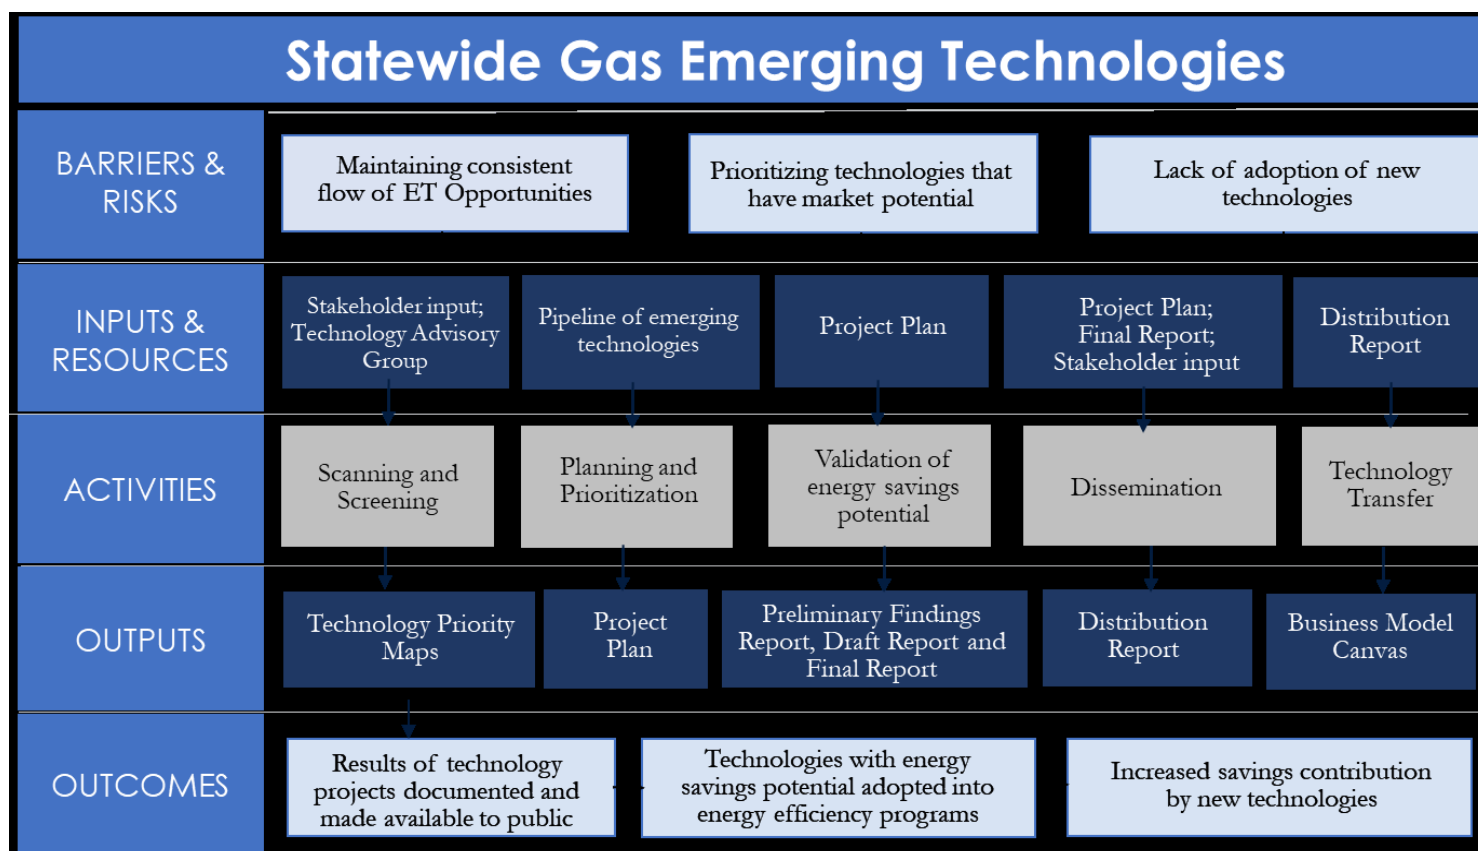 Statewide Gas Emerging Technologies
BARRIERS &
RISKS
Maintaining consistent
flow of ET Opportunities
Prioritizing technologies that
have market potential
Lack of adoption of new
technologies
INPUTS &
RESOURCES
Stakeholder input;
Technology Advisory
Group
Pipeline of emerging
technologies
Project Plan
Project Plan;
Final Report;
Stakeholder input
Distribution
Report
ACTIVITIES
Scanning and
Screening
Planning and
Prioritization
Validation of
energy savings
potential
Dissemination
Technology
Transfer
OUTPUTS
Technology Priority
Maps
Project
Plan
Preliminary Findings
Report, Draft Report and
Final Report
Distribution
Report
Business Model
Canvas
OUTCOMES
Results of technology
projects documented and
made available to public
Technologies with energy
savings potential adopted into
energy efficiency programs
Increased savings contribution
by new technologies